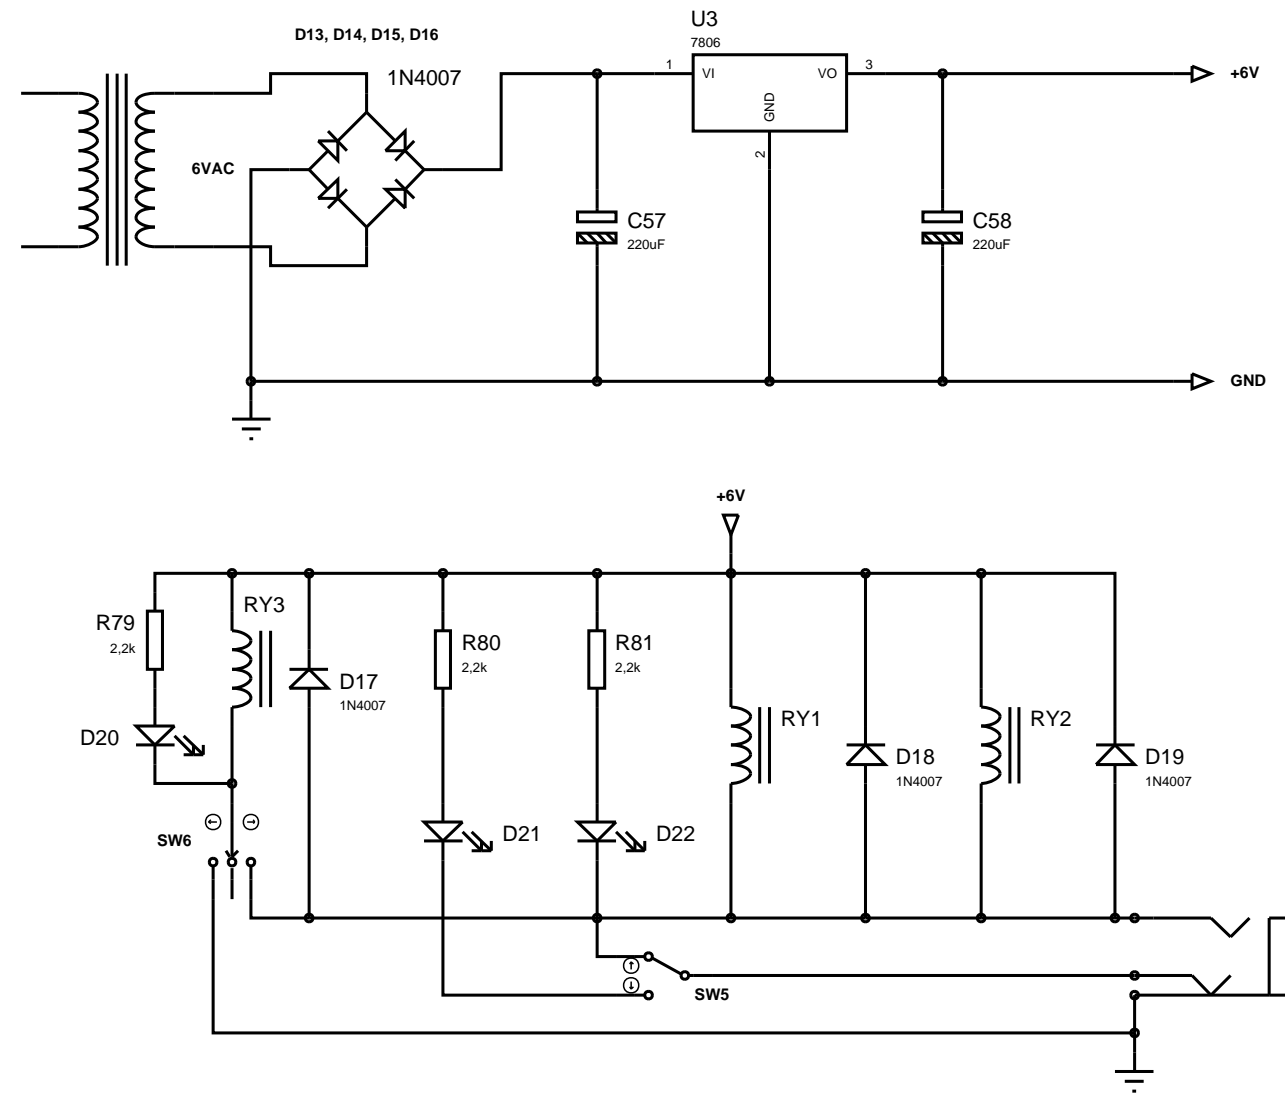 U3
D13, D14, D15, D16
7806
1N4007
1
VI
VO
3
+6V
GND
2
6VAC
C57
220uF
C58
220uF
GND
+6V
RY3
R79
2,2k
R80
2,2k
R81
2,2k
D17
1N4007
RY1
RY2
D20
D18
1N4007
D19
1N4007
SW6
D21
D22
SW5